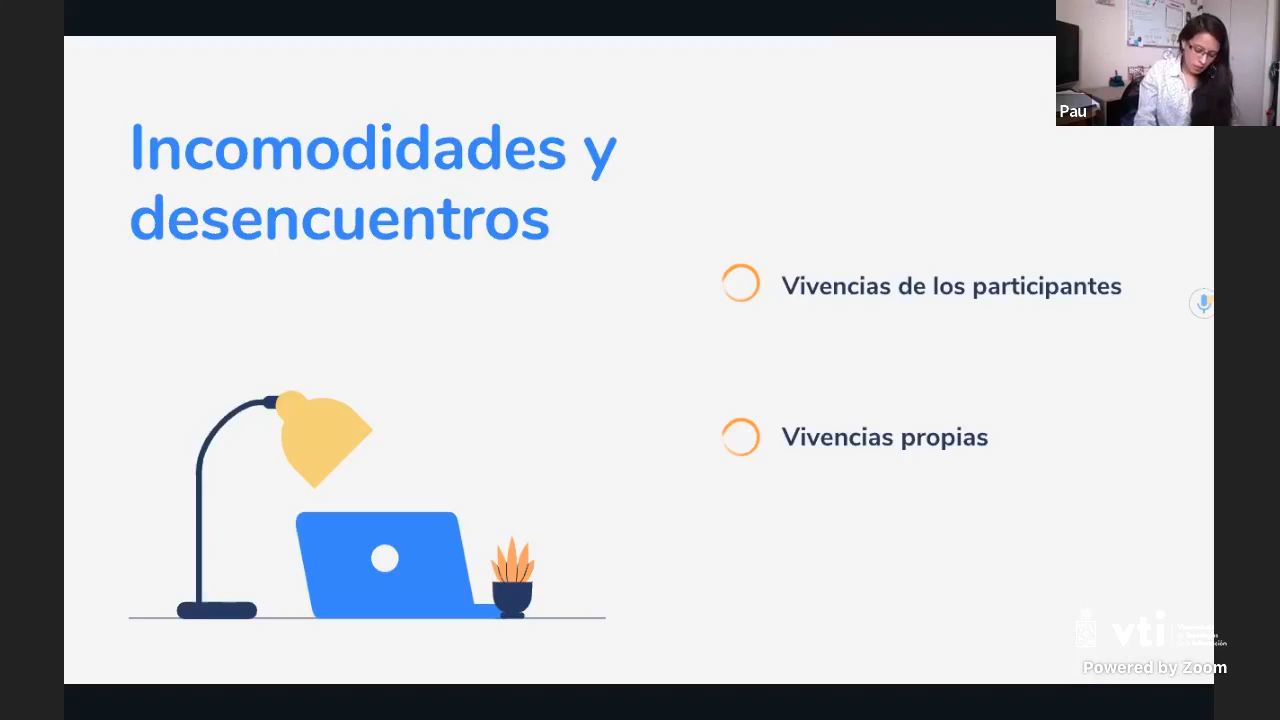 Incomodidades y
desencuentros
Vivencias de los participantes
Vivencias propias
Pau
vti
Powered by Zoom